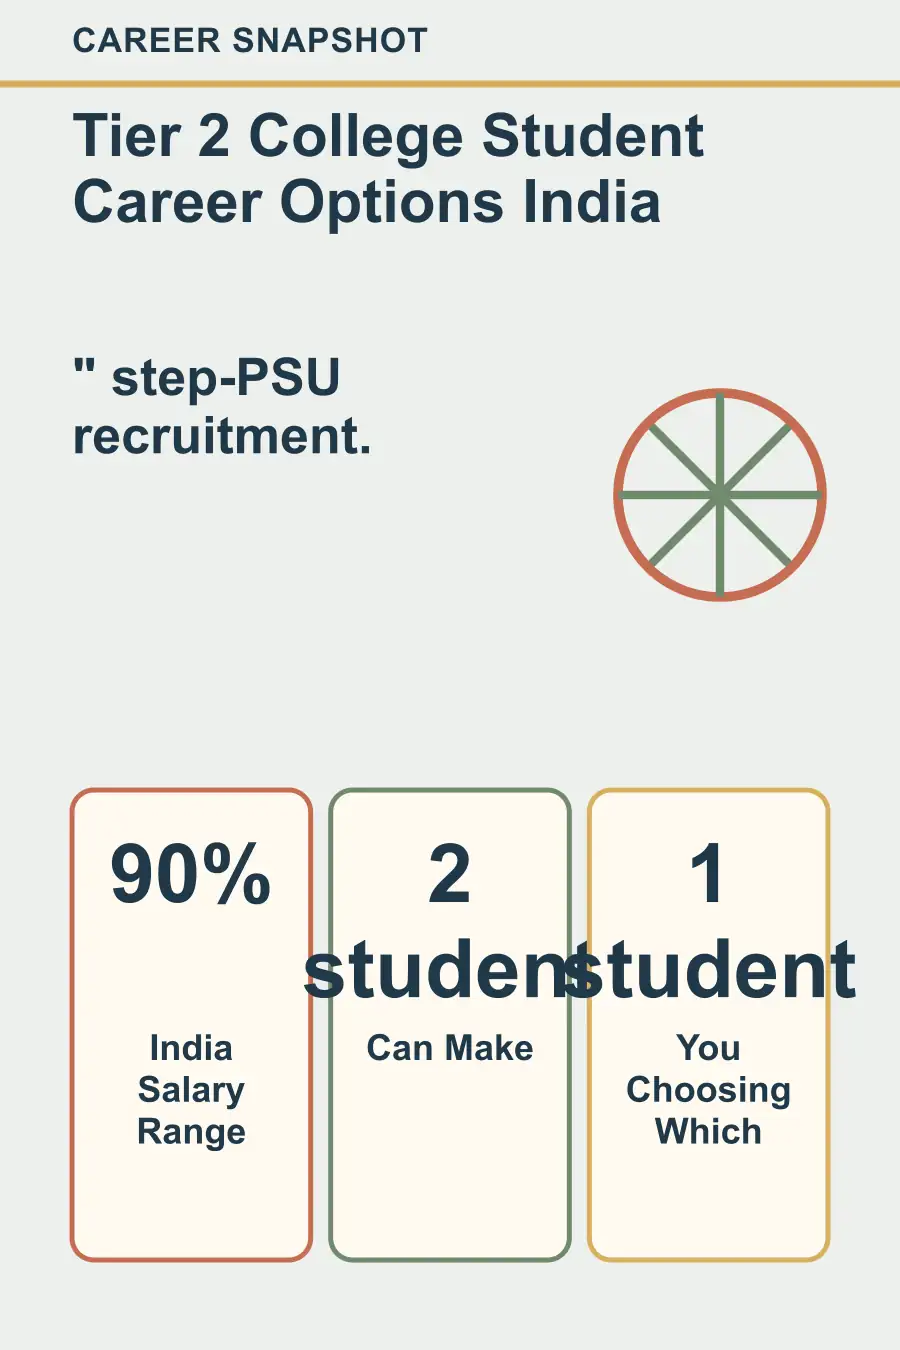 CAREER SNAPSHOT
Tier 2 College Student
Career Options India
" step-PSU
recruitment.
90%
India
Salary
Range
2
student
Can Make
1
student
You
Choosing
Which